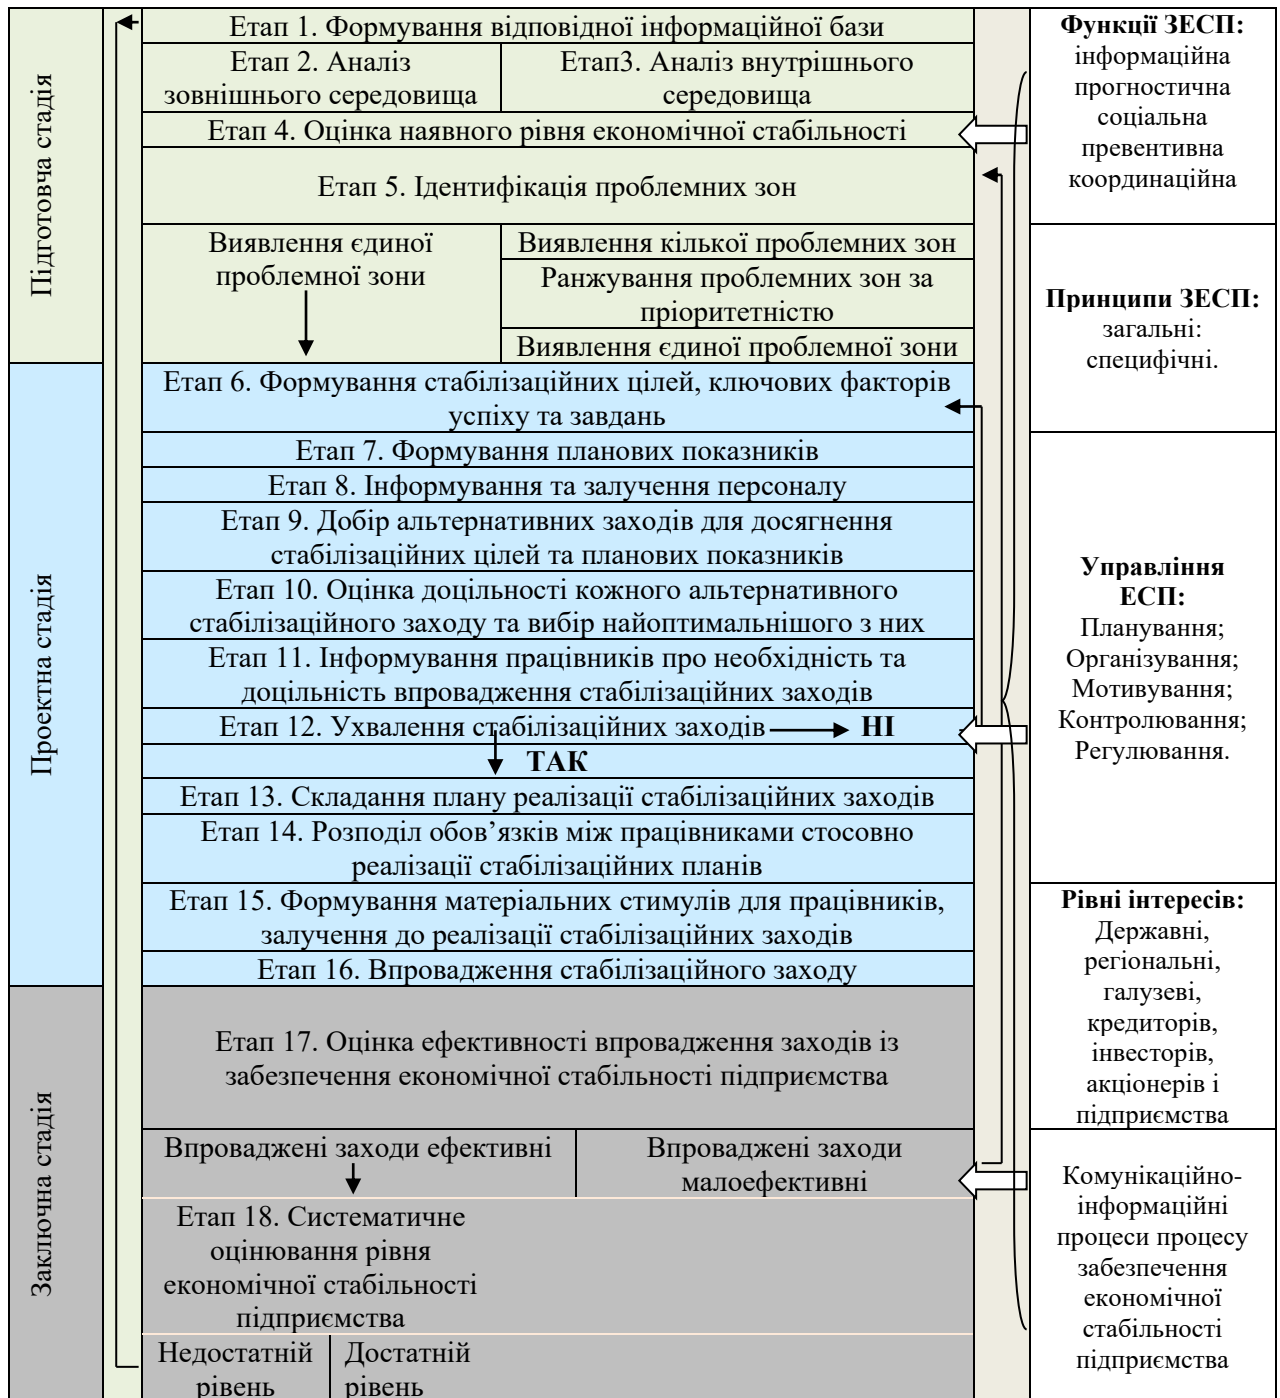 Підготовча стадія
Етап 1. Формування відповідної інформаційної бази
Етап 2. Аналіз
зовнішнього середовища
Етап3. Аналіз внутрішнього
середовища
Етап 4. Оцінка наявного рівня економічної стабільності
Етап 5. Ідентифікація проблемних зон
Виявлення єдиної
проблемної зони
Виявлення кілької проблемних зон
Ранжування проблемних зон за
пріоритетністю
Виявлення єдиної проблемної зони
Проектна стадія
Етап 6. Формування стабілізаційних цілей, ключових факторів
успіху та завдань
Етап 7. Формування планових показників
Етап 8. Інформування та залучення персоналу
Етап 9. Добір альтернативних заходів для досягнення
стабілізаційних цілей та планових показників
Етап 10. Оцінка доцільності кожного альтернативного
стабілізаційного заходу та вибір найоптимальнішого з них
Етап 11. Інформування працівників про необхідність та
доцільність впровадження стабілізаційних заходів
Етап 12. Ухвалення стабілізаційних заходів НІ
ТАК
Етап 13. Складання плану реалізації стабілізаційних заходів
Етап 14. Розподіл обов’язків між працівниками стосовно
реалізації стабілізаційних планів
Етап 15. Формування матеріальних стимулів для працівників,
залучення до реалізації стабілізаційних заходів
Етап 16. Впровадження стабілізаційного заходу
Заключна стадія
Етап 17. Оцінка ефективності впровадження заходів із
забезпечення економічної стабільності підприємства
Впроваджені заходи ефективні
Впроваджені заходи
малоефективні
Етап 18. Систематичне
оцінювання рівня
економічної стабільності
підприємства
Недостатній
рівень
Достатній
рівень
Функції ЗЕСП:
інформаційна
прогностична
соціальна
превентивна
координаційна
Принципи ЗЕСП:
загальні:
специфічні.
Управління
ЕСП:
Планування;
Організування;
Мотивування;
Контролювання;
Регулювання.
Рівні інтересів:
Державні,
регіональні,
галузеві,
кредиторів,
інвесторів,
акціонерів і
підприємства
Комунікаційно-
інформаційні
процеси процесу
забезпечення
економічної
стабільності
підприємства